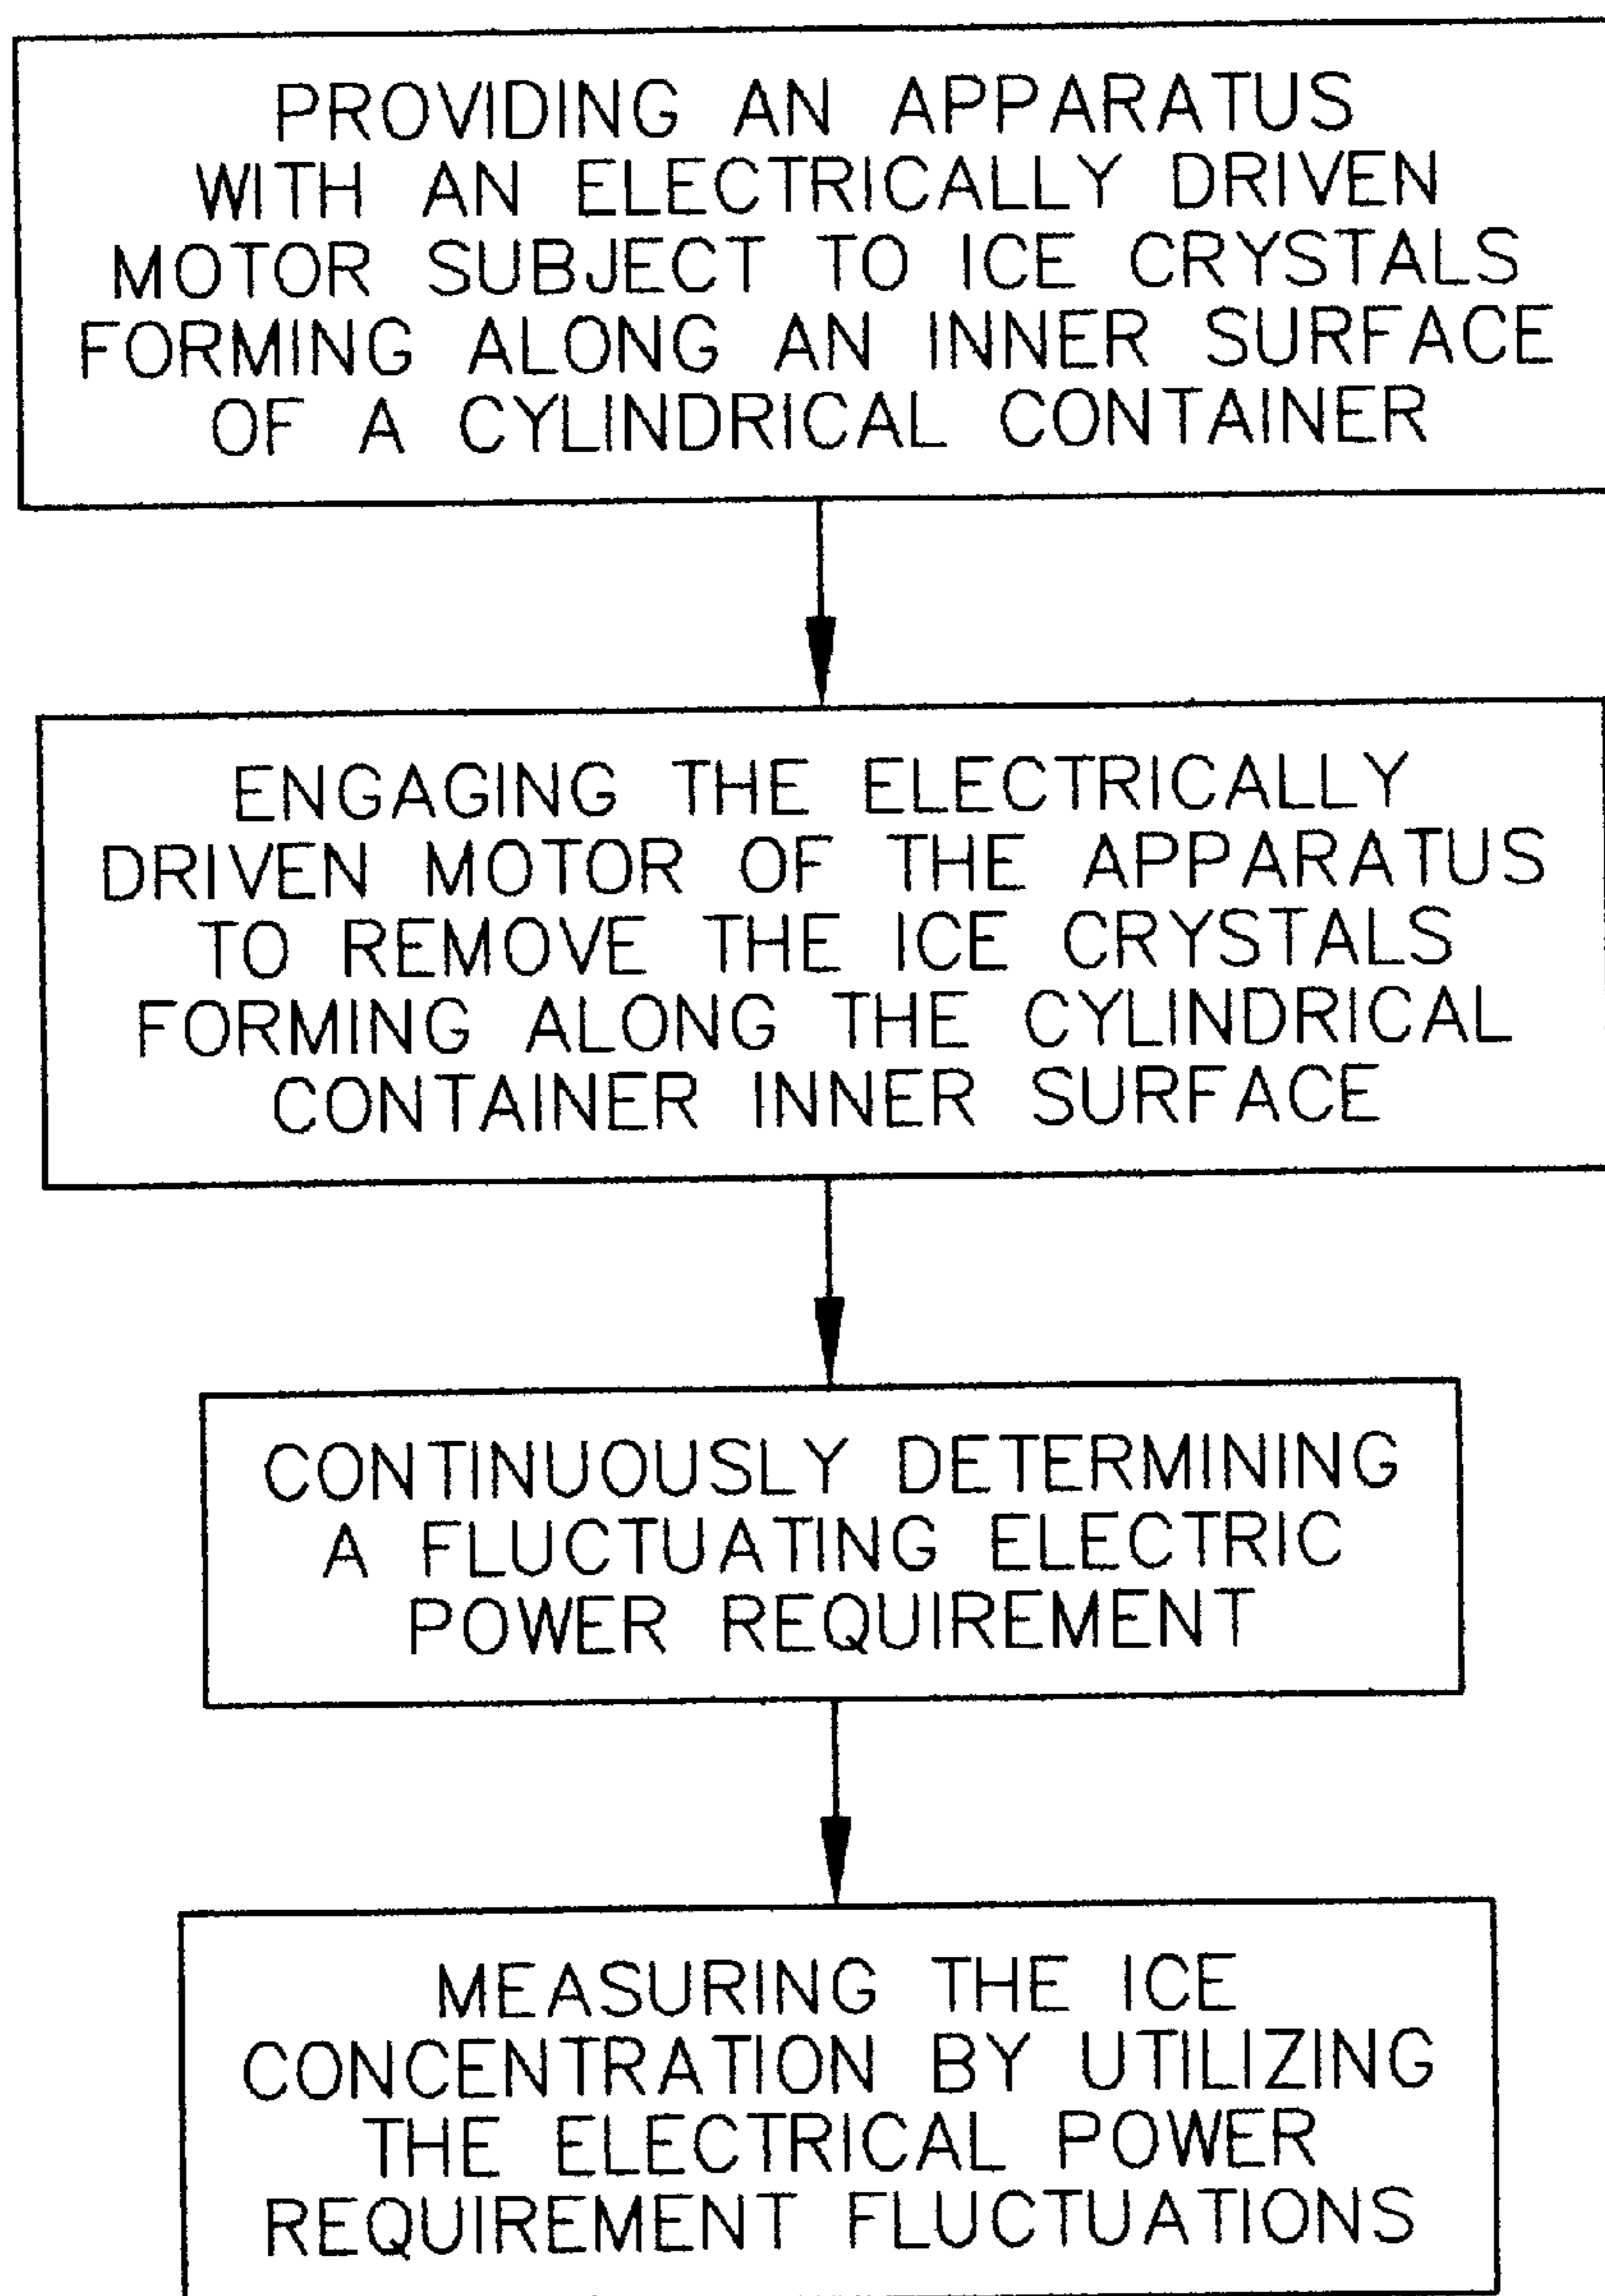 PROVIDING AN APPARATUS
WITH AN ELECTRICALLY DRIVEN
MOTOR SUBJECT TO ICE CRYSTALS
FORMING ALONG AN INNER SURFACE
OF A CYLINDRICAL CONTAINER
ENGAGING THE ELECTRICALLY
DRIVEN MOTOR OF THE APPARATUS
TO REMOVE THE ICE CRYSTALS
FORMING ALONG THE CYLINDRICAL
CONTAINER INNER SURFACE
CONTINUOUSLY DETERMINING
A FLUCTUATING ELECTRIC
POWER REQUIREMENT
MEASURING THE ICE
CONCENTRATION BY UTILIZING
THE ELECTRICAL POWER
REQUIREMENT FLUCTUATIONS